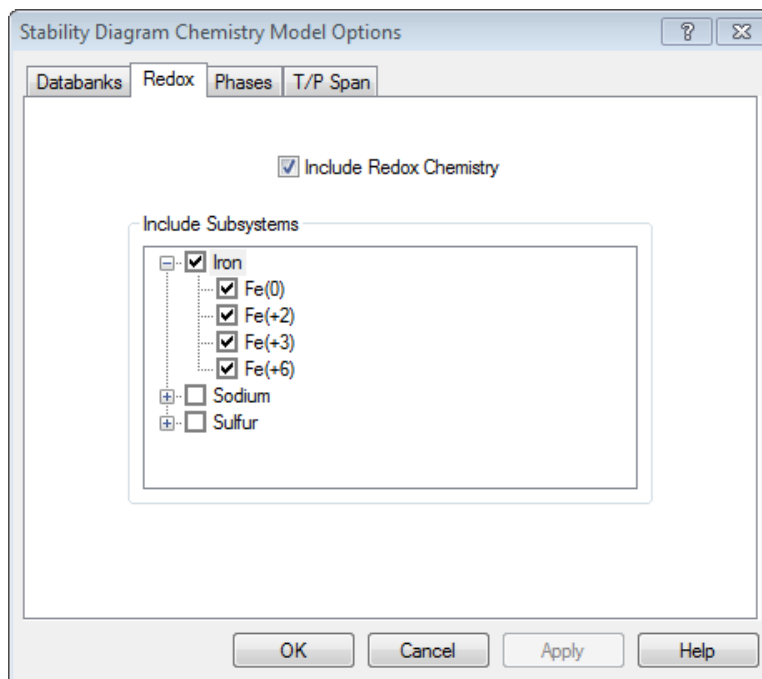 Stability Diagram Chemistry Model Options
Databanks Redox Phases T/P Span
Include Redox Chemistry
Include Subsystems
Iron
Fe(0)
Fe(+2)
Fe(+3)
Fe(+6)
Sodium
Sulfur
OK Cancel Apply Help